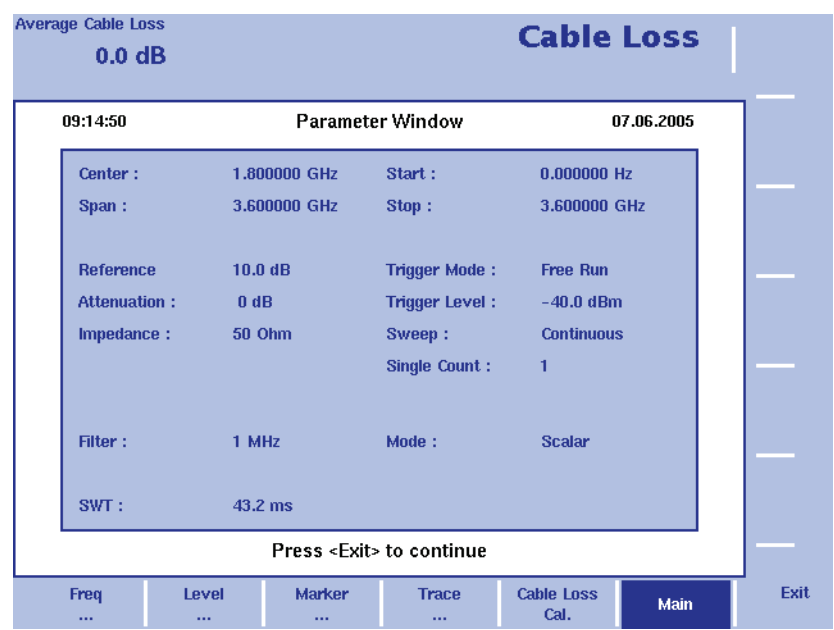 Average Cable Loss
0.0 dB
Cable Loss
09:14:50 Parameter Window 07.06.2005
Center : 1.800000 GHz Start : 0.000000 Hz
Span : 3.600000 GHz Stop : 3.600000 GHz
Reference 10.0 dB Trigger Mode : Free Run
Attenuation : 0 dB Trigger Level : -40.0 dBm
Impedance : 50 Ohm Sweep : Continuous
Single Count : 1
Filter : 1 MHz Mode : Scalar
SWT : 43.2 ms
Press <Exit> to continue
Freq Level Marker Trace Cable Loss Main Exit
... ... ... ... Cal.